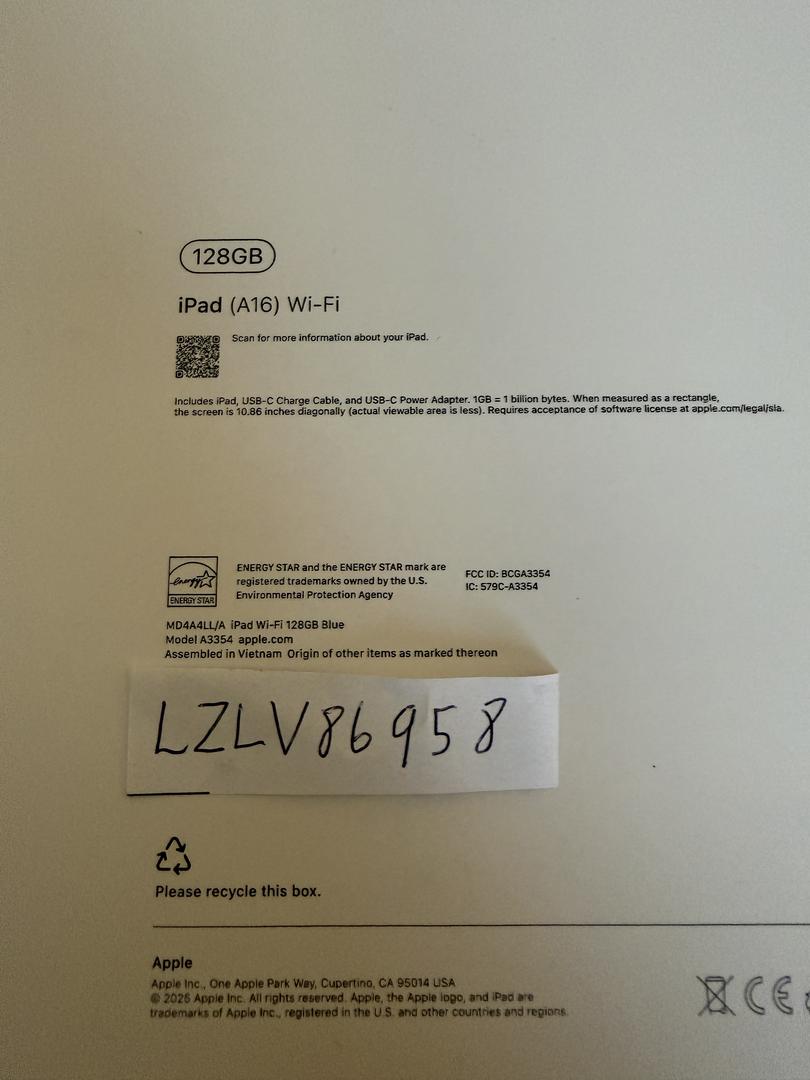 128GB
iPad (A16) Wi-Fi
Scan for more information about your iPad.
Includes iPad, USB-C Charge Cable, and USB-C Power Adapter. 1GB = 1 billion bytes. When measured as a rectangle,
the screen is 10.86 inches diagonally (actual viewable area is less). Requires acceptance of software license at apple.com/legal/sla.
energy
ENERGY STAR
ENERGY STAR and the ENERGY STAR mark are
registered trademarks owned by the U.S.
Environmental Protection Agency
FCC ID: BCGA3354
IC: 579C-A3354
MD4A4LL/A iPad Wi-Fi 128GB Blue
Model A3354 apple.com
Assembled in Vietnam Origin of other items as marked thereon
LZLV86958
Please recycle this box.
Apple
Apple Inc., One Apple Park Way, Cupertino, CA 95014 USA
© 2025 Apple Inc. All rights reserved. Apple, the Apple logo, and iPad are
trademarks of Apple Inc., registered in the U.S. and other countries and regions.
CE